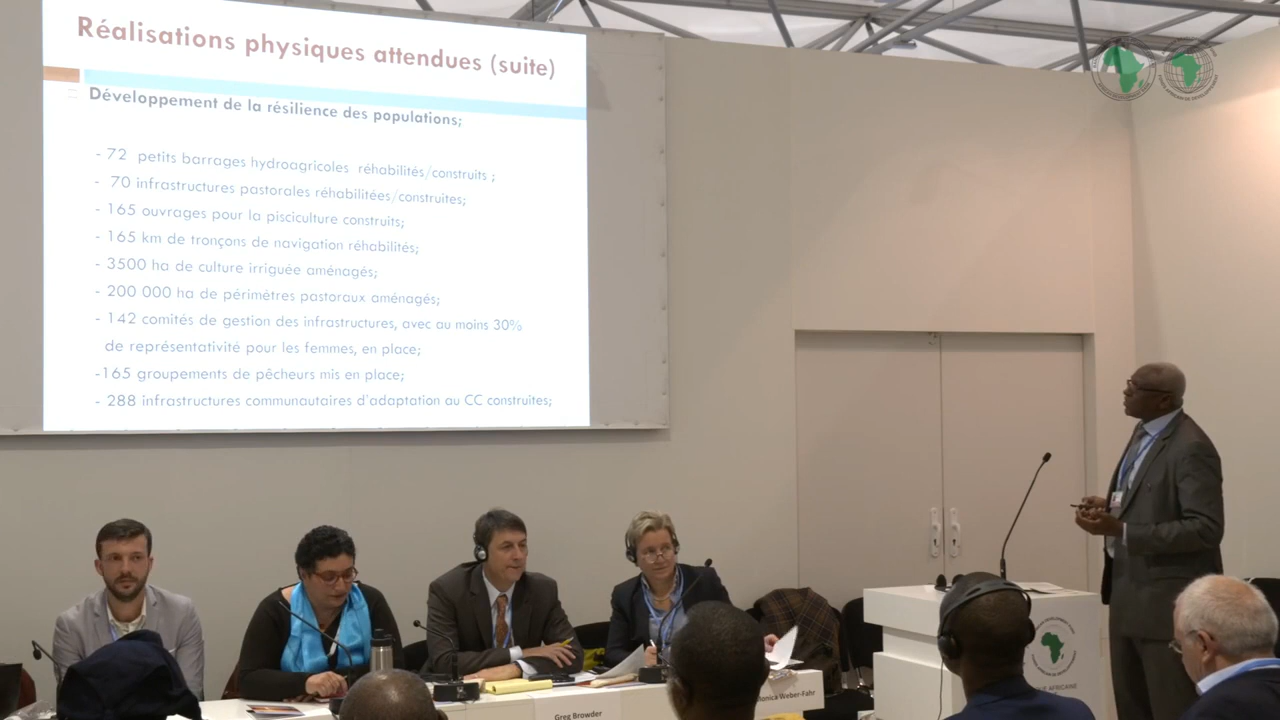 Réalisations physiques attendues (suite)
Développement de la résilience des populations;
- 72 petits barrages hydroagricoles réhabilités/construits ;
- 70 infrastructures pastorales réhabilitées/construites;
- 165 ouvrages pour la pisciculture construits;
- 165 km de tronçons de navigation réhabilités;
- 3500 ha de culture irriguée aménagés;
- 200 000 ha de périmètres pastoraux aménagés;
- 142 comités de gestion des infrastructures, avec au moins 30%
de représentativité pour les femmes, en place;
-165 groupements de pêcheurs mis en place;
- 288 infrastructures communautaires d'adaptation au CC construites;
Greg Browder
Monica Weber-Fahr
AFRICAINE